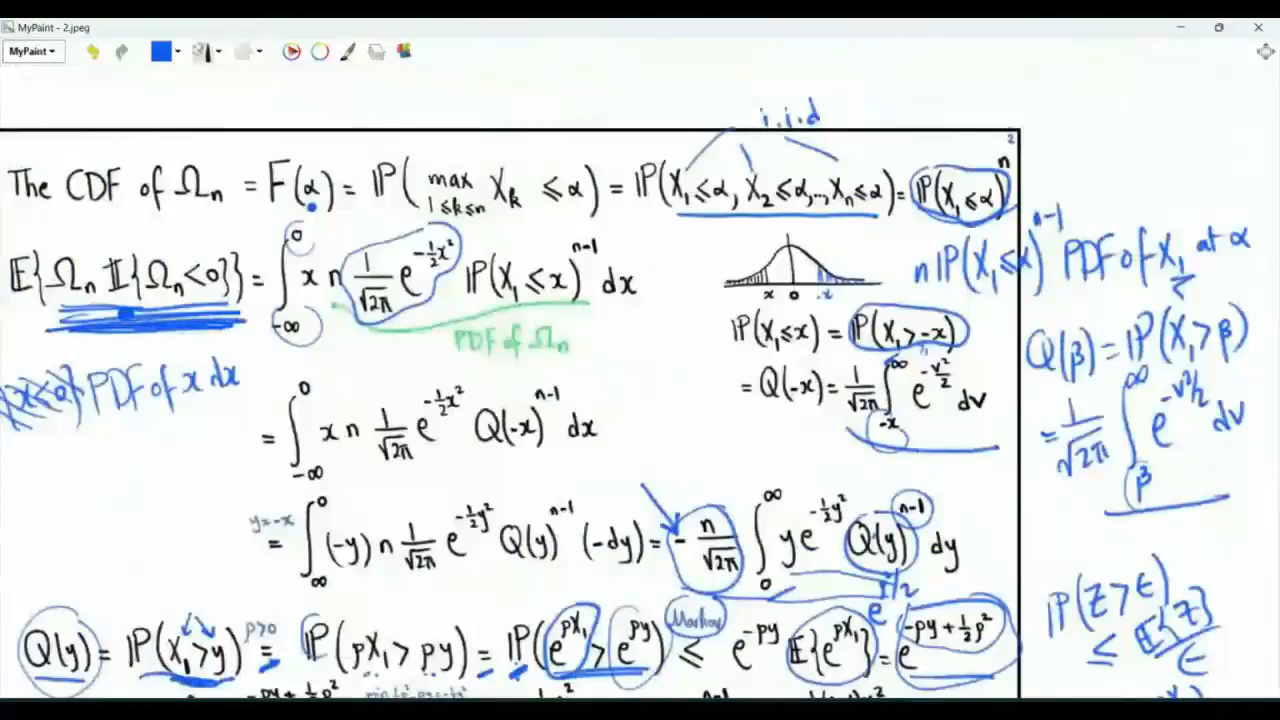 MyPaint - 2.jpeg
MyPaint
i.i.d
2
The CDF of Ωₙ = F(α) = ℙ( max_{1≤k≤n} X_k ≤ α) = ℙ(X₁≤α, X₂≤α,..,Xₙ≤α) = ℙ(X₁≤α)ⁿ
n ℙ(X₁≤α)^{n-1} PDF of X₁ at α
𝔼{Ωₙ 𝕀{Ωₙ<0}} = ∫_{-∞}^{0} x n 1/√2π e^{-½x²} ℙ(X₁≤x)^{n-1} dx
PDF of Ωₙ
x 0 -x
ℙ(X₁≤x) = ℙ(X₁>-x)
= Q(-x) = 1/√2π ∫_{-x}^{∞} e^{-v²/2} dv
Q(β) = ℙ(X₁>β)
= 1/√2π ∫_{β}^{∞} e^{-v²/2} dv
PDF of x dx
= ∫_{-∞}^{0} x n 1/√2π e^{-½x²} Q(-x)^{n-1} dx
y=-x
= ∫_{∞}^{0} (-y) n 1/√2π e^{-½y²} Q(y)^{n-1} (-dy) = - n/√2π ∫_{0}^{∞} y e^{-½y²} Q(y)^{n-1} dy
Q(y) = ℙ(X₁>y) p>0 = ℙ(pX₁ > py) = ℙ(e^{pX₁} > e^{py}) Markov ≤ e^{-py} 𝔼{e^{pX₁}} = e^{-py+½p²}
ℙ(Z>ε)
≤ 𝔼{Z}/ε